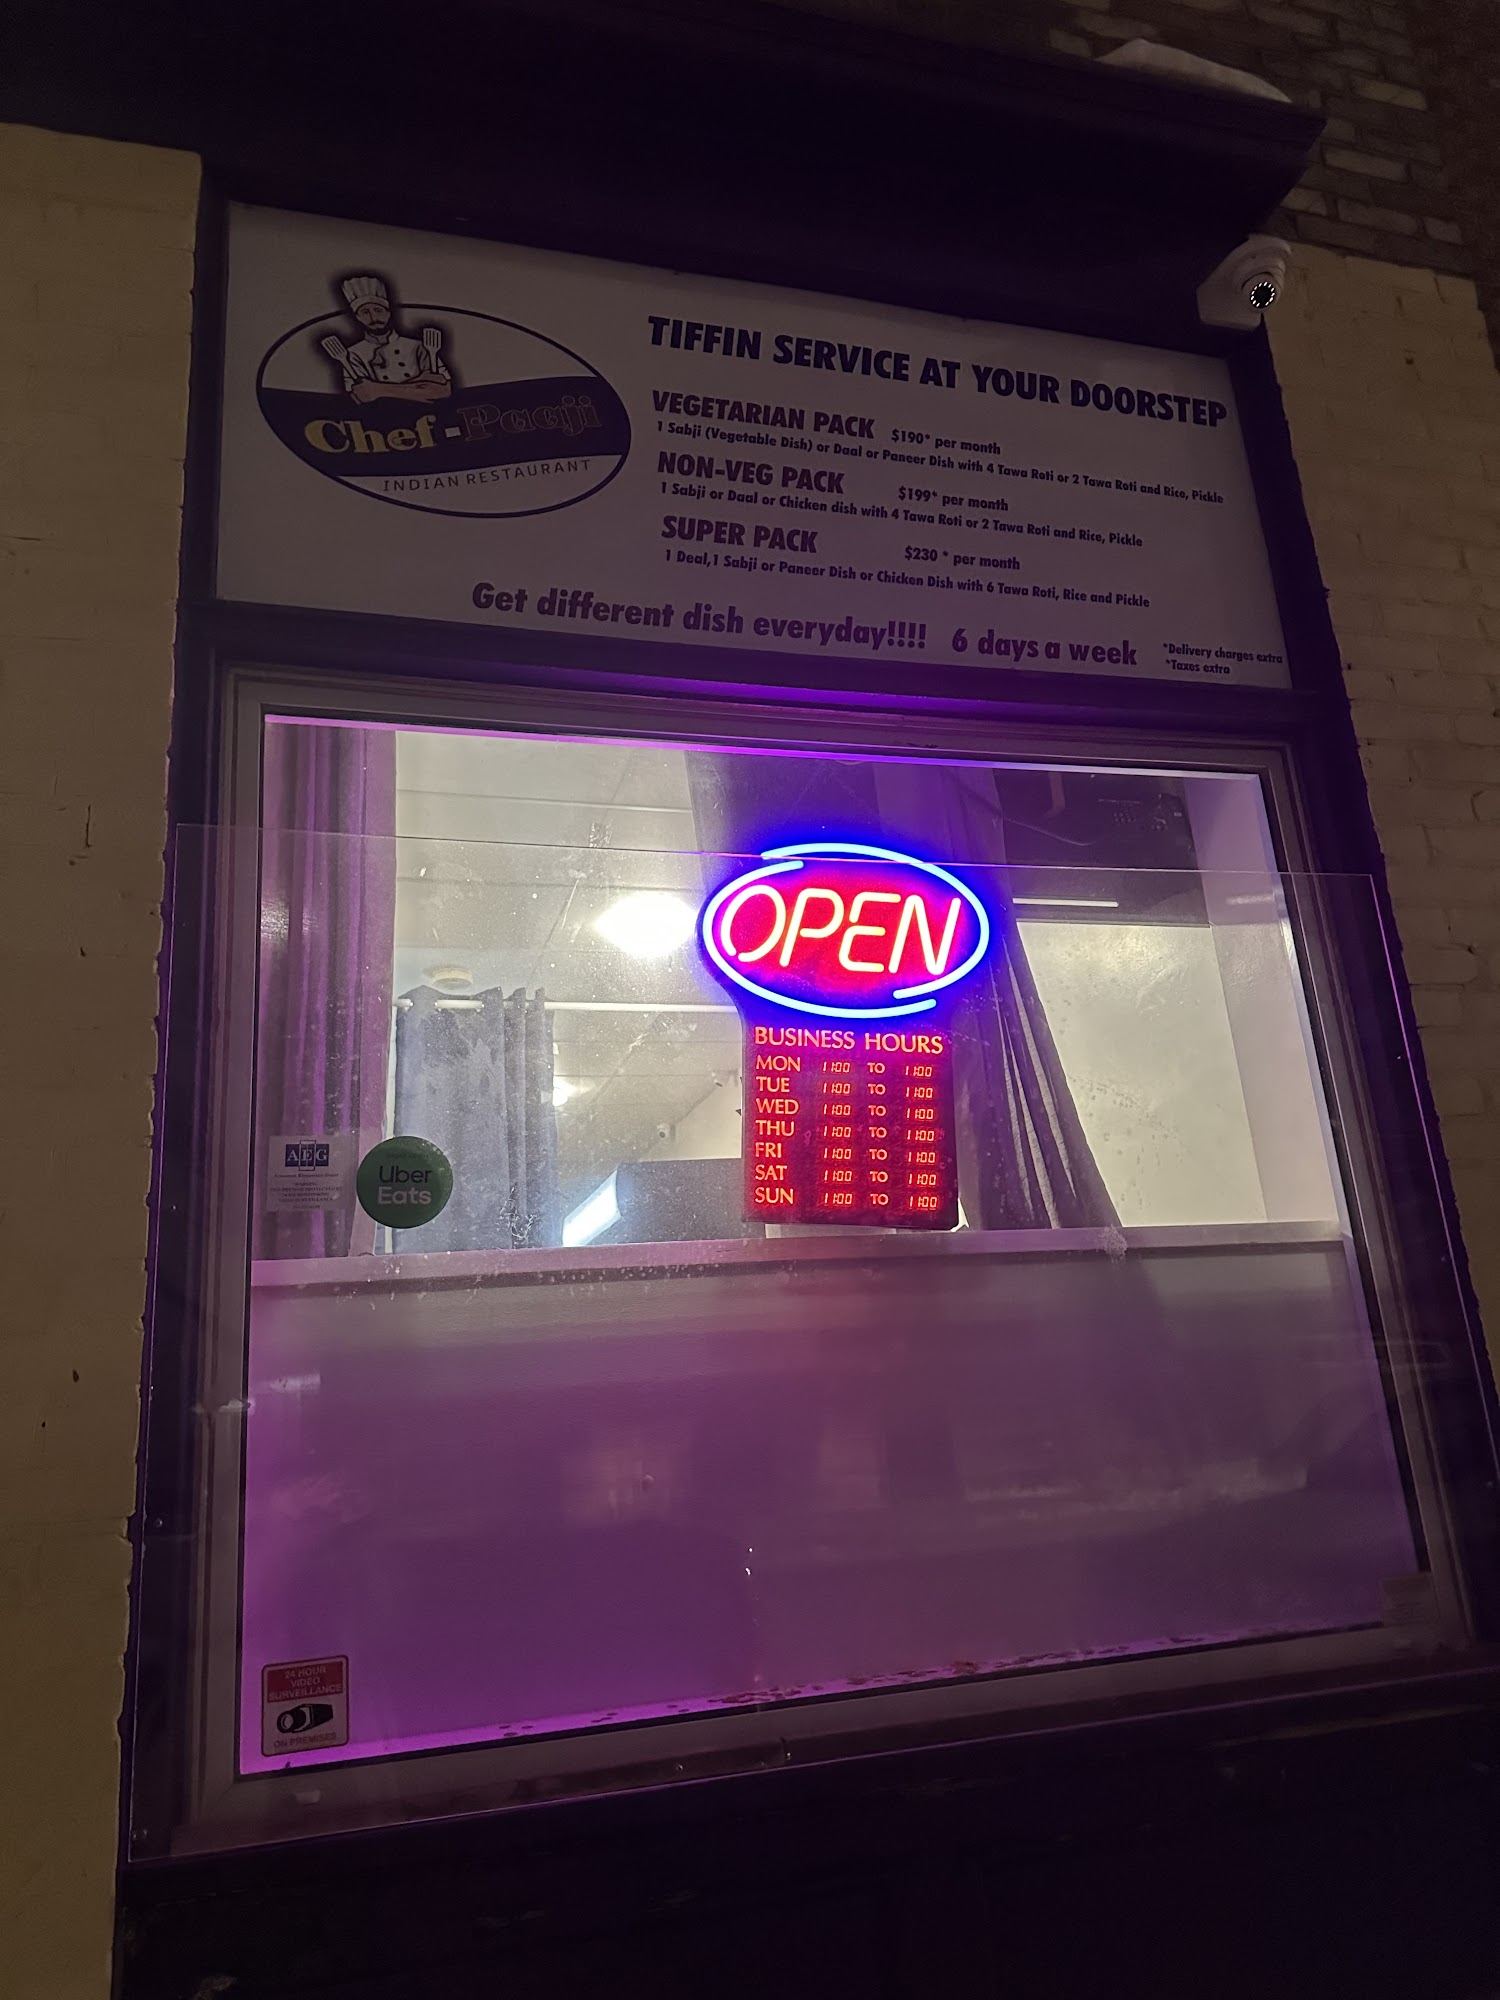 Chef-Paaji
INDIAN RESTAURANT
TIFFIN SERVICE AT YOUR DOORSTEP
VEGETARIAN PACK $190* per month
1 Sabji (Vegetable Dish) or Daal or Paneer Dish with 4 Tawa Roti or 2 Tawa Roti and Rice, Pickle
NON-VEG PACK $199* per month
1 Sabji or Daal or Chicken dish with 4 Tawa Roti or 2 Tawa Roti and Rice, Pickle
SUPER PACK $230 * per month
1 Deal,1 Sabji or Paneer Dish or Chicken Dish with 6 Tawa Roti, Rice and Pickle
Get different dish everyday!!!! 6 days a week
*Delivery charges extra
*Taxes extra
OPEN
BUSINESS HOURS
MON 11:00 TO 11:00
TUE 11:00 TO 11:00
WED 11:00 TO 11:00
THU 11:00 TO 11:00
FRI 11:00 TO 11:00
SAT 11:00 TO 11:00
SUN 11:00 TO 11:00
AEG
Uber
Eats
24 HOUR
VIDEO
SURVEILLANCE
ON PREMISES